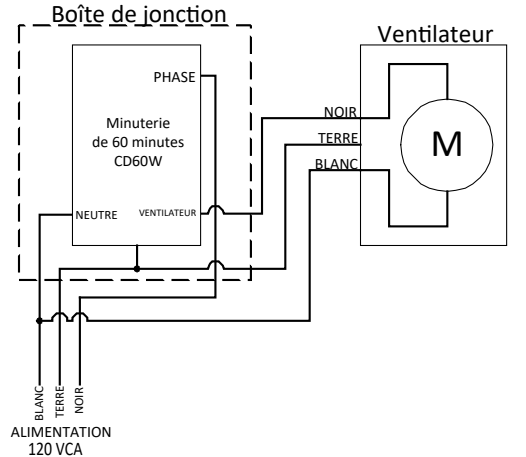 Boîte de jonction
Ventilateur
PHASE
Minuterie
de 60 minutes
CD60W
NEUTRE
VENTILATEUR
NOIR
TERRE
BLANC
M
BLANC
TERRE
NOIR
ALIMENTATION
120 VCA